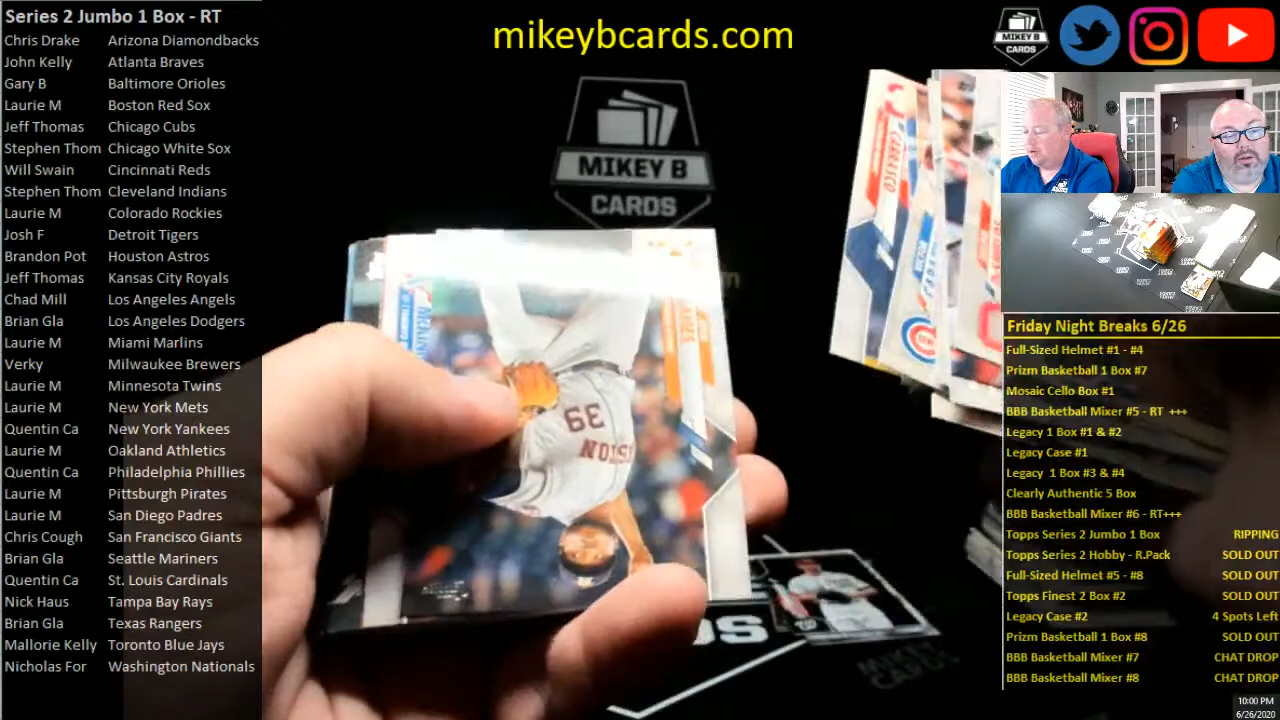 Series 2 Jumbo 1 Box - RT
Chris Drake Arizona Diamondbacks
John Kelly Atlanta Braves
Gary B Baltimore Orioles
Laurie M Boston Red Sox
Jeff Thomas Chicago Cubs
Stephen Thom Chicago White Sox
Will Swain Cincinnati Reds
Stephen Thom Cleveland Indians
Laurie M Colorado Rockies
Josh F Detroit Tigers
Brandon Pot Houston Astros
Jeff Thomas Kansas City Royals
Chad Mill Los Angeles Angels
Brian Gla Los Angeles Dodgers
Laurie M Miami Marlins
Verky Milwaukee Brewers
Laurie M Minnesota Twins
Laurie M New York Mets
Quentin Ca New York Yankees
Laurie M Oakland Athletics
Quentin Ca Philadelphia Phillies
Laurie M Pittsburgh Pirates
Laurie M San Diego Padres
Chris Cough San Francisco Giants
Brian Gla Seattle Mariners
Quentin Ca St. Louis Cardinals
Nick Haus Tampa Bay Rays
Brian Gla Texas Rangers
Mallorie Kelly Toronto Blue Jays
Nicholas For Washington Nationals
mikeybcards.com
MIKEY B
CARDS
MIKEY B
CARDS
CARRASCO
39
Friday Night Breaks 6/26
Full-Sized Helmet #1 - #4
Prizm Basketball 1 Box #7
Mosaic Cello Box #1
BBB Basketball Mixer #5 - RT +++
Legacy 1 Box #1 & #2
Legacy Case #1
Legacy 1 Box #3 & #4
Clearly Authentic 5 Box
BBB Basketball Mixer #6 - RT+++
Topps Series 2 Jumbo 1 Box RIPPING
Topps Series 2 Hobby - R.Pack SOLD OUT
Full-Sized Helmet #5 - #8 SOLD OUT
Topps Finest 2 Box #2 SOLD OUT
Legacy Case #2 4 Spots Left
Prizm Basketball 1 Box #8 SOLD OUT
BBB Basketball Mixer #7 CHAT DROP
BBB Basketball Mixer #8 CHAT DROP
10:00 PM
6/26/2020